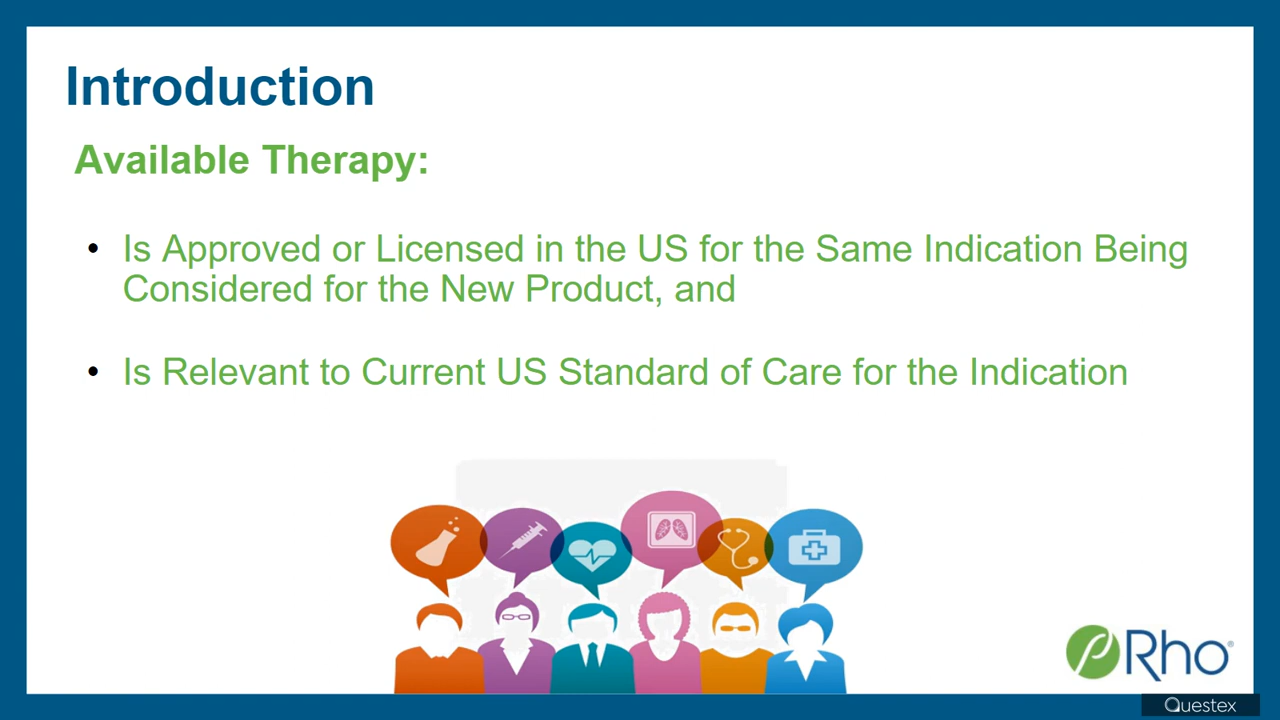 Introduction
Available Therapy:
• Is Approved or Licensed in the US for the Same Indication Being
Considered for the New Product, and
• Is Relevant to Current US Standard of Care for the Indication
Rho®
Questex